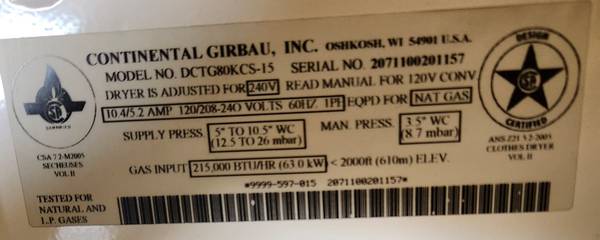 CONTINENTAL GIRBAU, INC. OSHKOSH, WI 54901 U.S.A.
MODEL NO. DCTG80KCS-15 SERIAL NO. 2071100201157
DRYER IS ADJUSTED FOR 240V READ MANUAL FOR 120V CONV
10.4/5.2 AMP 120/208-240 VOLTS 60HZ 1PH EQPD FOR NAT GAS
SUPPLY PRESS. 5" TO 10.5" WC (12.5 TO 26 mbar) MAN. PRESS. 3.5" WC (8.7 mbar)
GAS INPUT 215,000 BTU/HR (63.0 kW) < 2000ft (610m) ELEV.
*9999-597-015 2071100201157*
CSA 7.2-M2005
SECHEUSES
VOL II
TESTED FOR
NATURAL AND
L.P. GASES
DESIGN
CERTIFIED
ANS Z21.5.2-2005
CLOTHES DRYER
VOL II